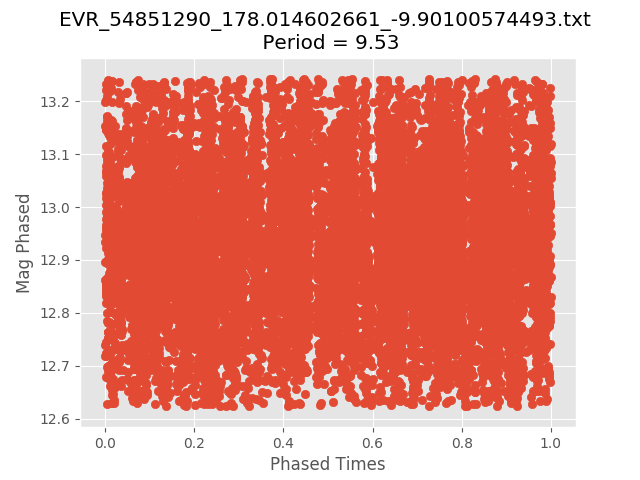 EVR_54851290_178.014602661_-9.90100574493.txt
Period = 9.53
13.2
13.1
13.0
12.9
12.8
12.7
12.6
Mag Phased
0.0 0.2 0.4 0.6 0.8 1.0
Phased Times